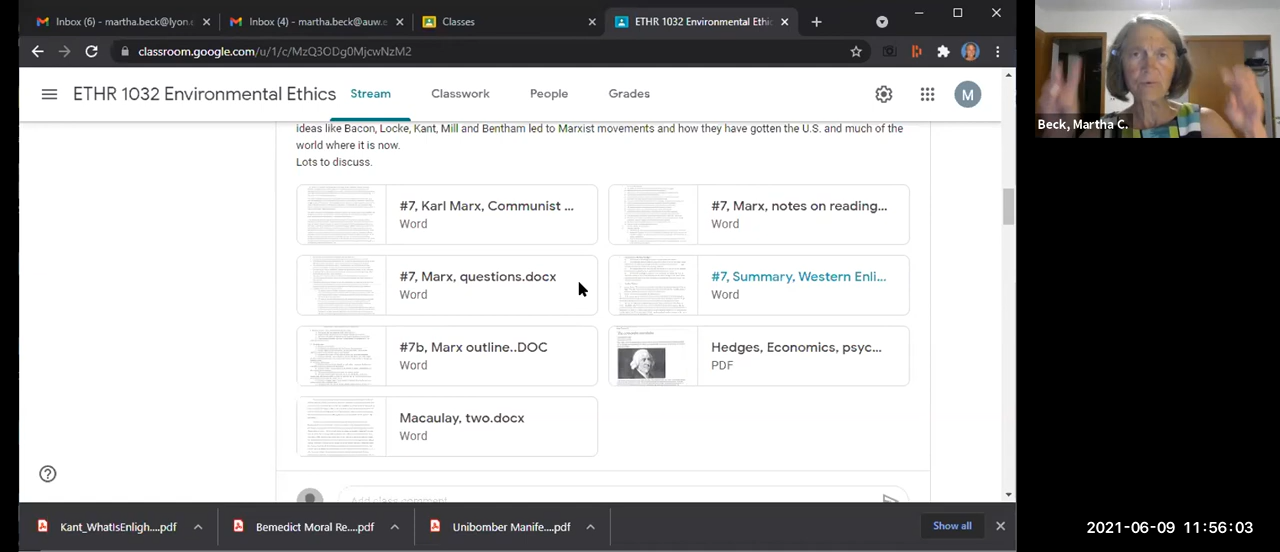 Inbox (6) - martha.beck@lyon.e
Inbox (4) - martha.beck@auw.e
Classes
ETHR 1032 Environmental Ethic
classroom.google.com/u/1/c/MzQ3ODg0MjcwNzM2
ETHR 1032 Environmental Ethics
Stream
Classwork
People
Grades
M
ideas like Bacon, Locke, Kant, Mill and Bentham led to Marxist movements and how they have gotten the U.S. and much of the
world where it is now.
Lots to discuss.
#7, Karl Marx, Communist ...
Word
#7, Marx, notes on reading...
Word
#7, Marx, questions.docx
Word
#7, Summary, Western Enli...
Word
#7b, Marx outline.DOC
Word
Hedges, Economics, psyc...
PDF
Macaulay, two.docx
Word
Add class comment...
Kant_WhatIsEnligh....pdf
Benedict Moral Re....pdf
Unibomber Manife....pdf
Show all
Beck, Martha C.
2021-06-09 11:56:03